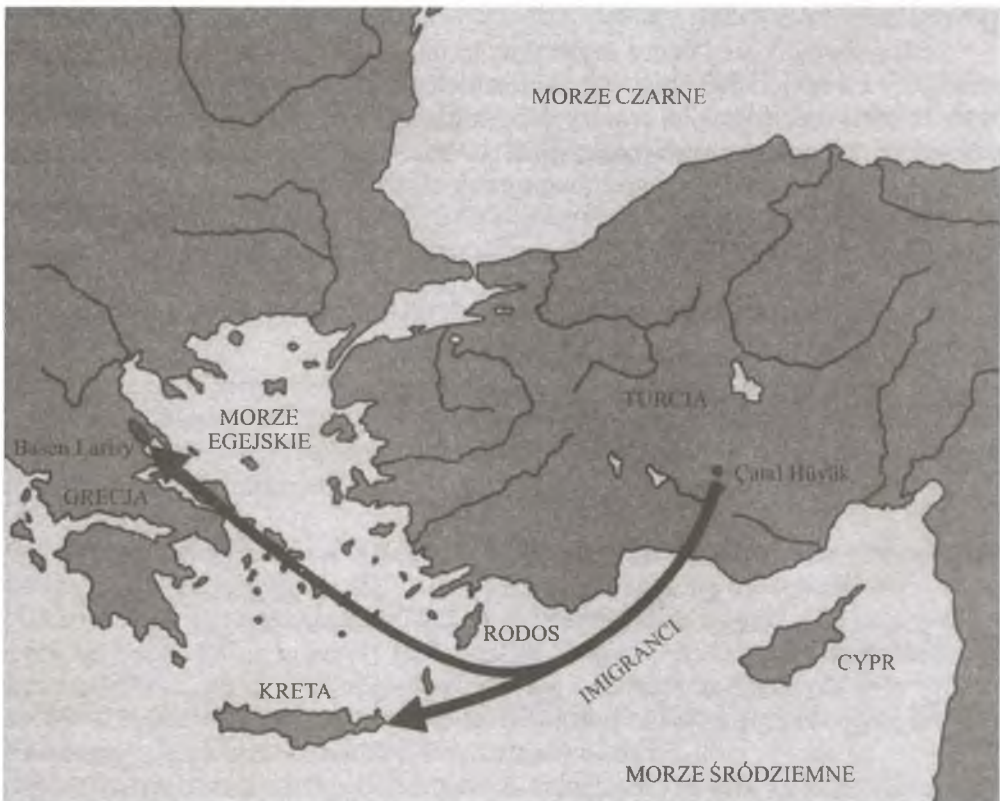 MORZE CZARNE
MORZE
EGEJSKIE
TURCJA
Basen Larisy
Çatal Hüyük
GRECJA
RODOS
IMIGRANCI
CYPR
KRETA
MORZE ŚRÓDZIEMNE